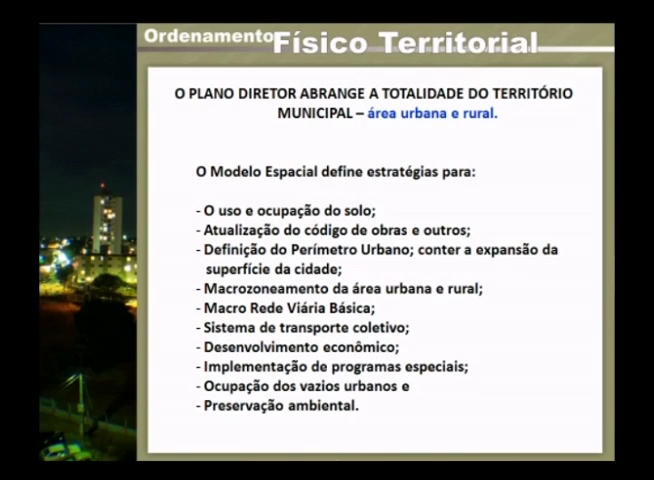 Ordenamento Físico Territorial
O PLANO DIRETOR ABRANGE A TOTALIDADE DO TERRITÓRIO
MUNICIPAL – área urbana e rural.
O Modelo Espacial define estratégias para:
- O uso e ocupação do solo;
- Atualização do código de obras e outros;
- Definição do Perímetro Urbano; conter a expansão da
superfície da cidade;
- Macrozoneamento da área urbana e rural;
- Macro Rede Viária Básica;
- Sistema de transporte coletivo;
- Desenvolvimento econômico;
- Implementação de programas especiais;
- Ocupação dos vazios urbanos e
- Preservação ambiental.